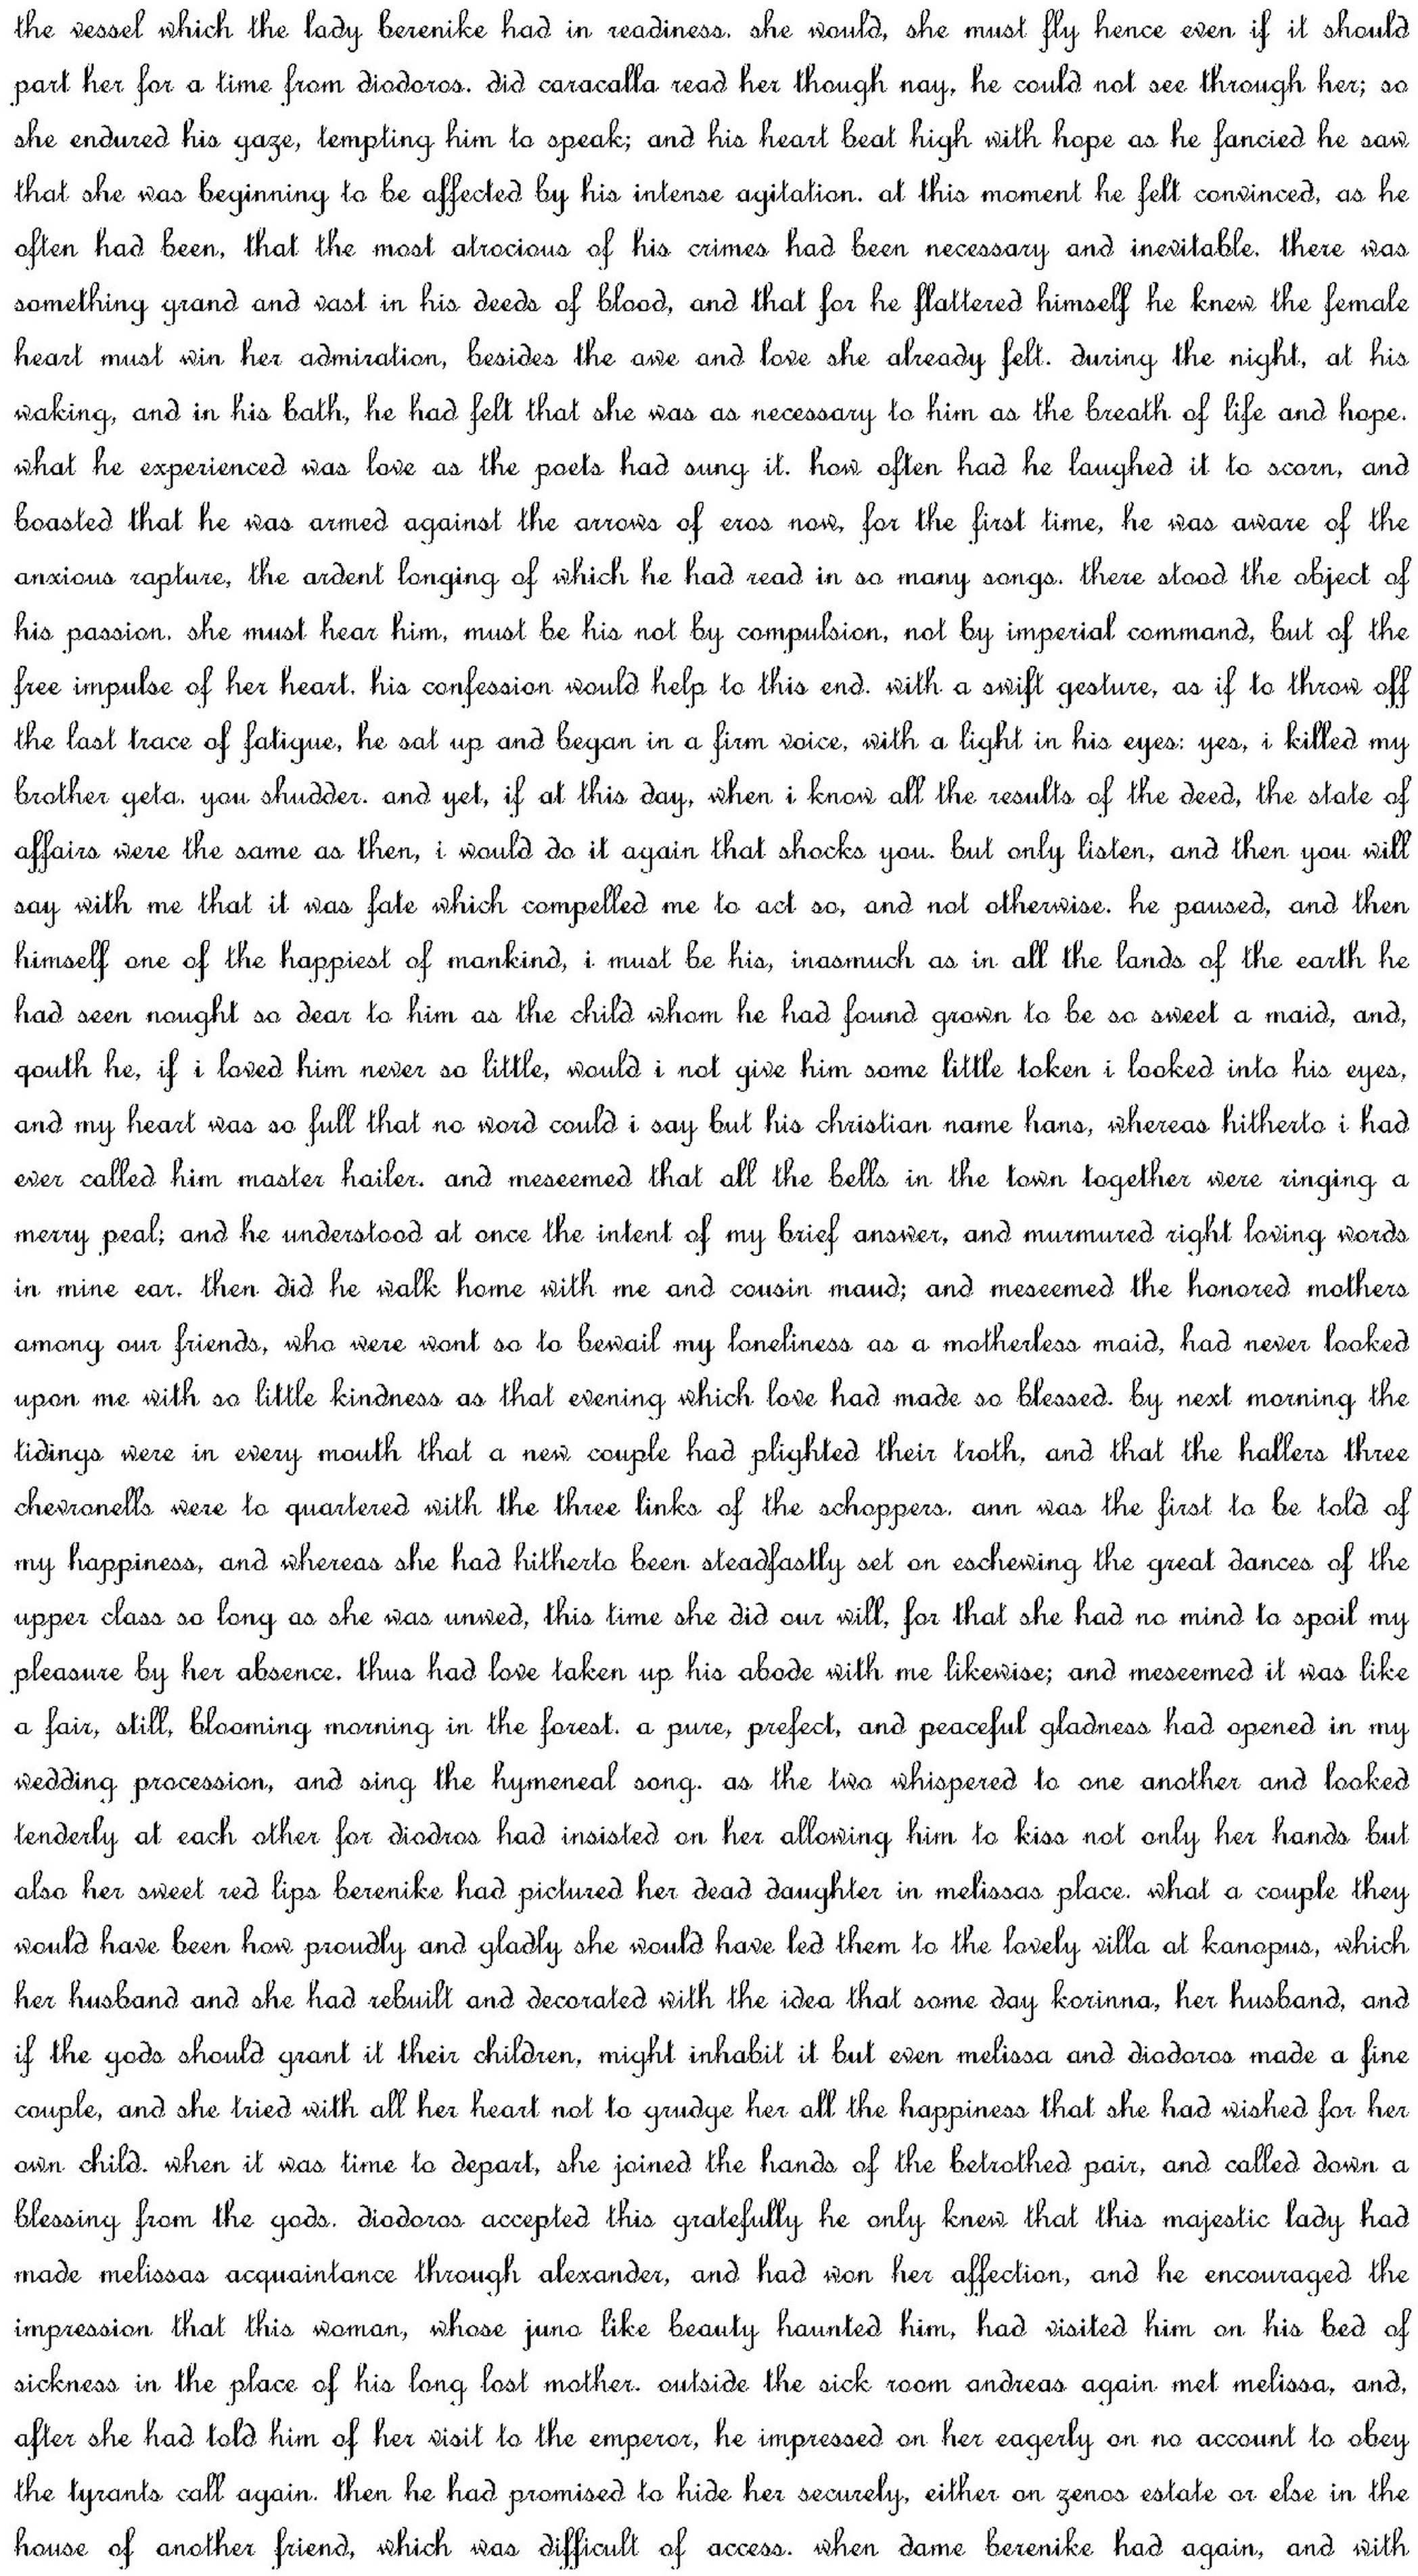 the vessel which the lady berenike had in readiness. she would, she must fly hence even if it should
part her for a time from diodoros. did caracalla read her though nay, he could not see through her; so
she endured his gaze, tempting him to speak; and his heart beat high with hope as he fancied he saw
that she was beginning to be affected by his intense agitation. at this moment he felt convinced, as he
often had been, that the most atrocious of his crimes had been necessary and inevitable. there was
something grand and vast in his deeds of blood, and that for he flattered himself he knew the female
heart must win her admiration, besides the awe and love she already felt. during the night, at his
waking, and in his bath, he had felt that she was as necessary to him as the breath of life and hope.
what he experienced was love as the poets had sung it. how often had he laughed it to scorn, and
boasted that he was armed against the arrows of eros now, for the first time, he was aware of the
anxious rapture, the ardent longing of which he had read in so many songs. there stood the object of
his passion. she must hear him, must be his not by compulsion, not by imperial command, but of the
free impulse of her heart. his confession would help to this end. with a swift gesture, as if to throw off
the last trace of fatigue, he sat up and began in a firm voice, with a light in his eyes: yes, i killed my
brother geta. you shudder. and yet, if at this day, when i know all the results of the deed, the state of
affairs were the same as then, i would do it again that shocks you. but only listen, and then you will
say with me that it was fate which compelled me to act so, and not otherwise. he paused, and then
himself one of the happiest of mankind, i must be his, inasmuch as in all the lands of the earth he
had seen nought so dear to him as the child whom he had found grown to be so sweet a maid, and,
qouth he, if i loved him never so little, would i not give him some little token i looked into his eyes,
and my heart was so full that no word could i say but his christian name hans, whereas hitherto i had
ever called him master hailer. and meseemed that all the bells in the town together were ringing a
merry peal; and he understood at once the intent of my brief answer, and murmured right loving words
in mine ear. then did he walk home with me and cousin maud; and meseemed the honored mothers
among our friends, who were wont so to bewail my loneliness as a motherless maid, had never looked
upon me with so little kindness as that evening which love had made so blessed. by next morning the
tidings were in every mouth that a new couple had plighted their troth, and that the hallers three
chevronells were to quartered with the three links of the schoppers. ann was the first to be told of
my happiness, and whereas she had hitherto been steadfastly set on eschewing the great dances of the
upper class so long as she was unwed, this time she did our will, for that she had no mind to spoil my
pleasure by her absence. thus had love taken up his abode with me likewise; and meseemed it was like
a fair, still, blooming morning in the forest. a pure, prefect, and peaceful gladness had opened in my
wedding procession, and sing the hymeneal song. as the two whispered to one another and looked
tenderly at each other for diodros had insisted on her allowing him to kiss not only her hands but
also her sweet red lips berenike had pictured her dead daughter in melissas place. what a couple they
would have been how proudly and gladly she would have led them to the lovely villa at kanopus, which
her husband and she had rebuilt and decorated with the idea that some day korinna, her husband, and
if the gods should grant it their children, might inhabit it but even melissa and diodoros made a fine
couple, and she tried with all her heart not to grudge her all the happiness that she had wished for her
own child. when it was time to depart, she joined the hands of the betrothed pair, and called down a
blessing from the gods. diodoros accepted this gratefully he only knew that this majestic lady had
made melissas acquaintance through alexander, and had won her affection, and he encouraged the
impression that this woman, whose juno like beauty haunted him, had visited him on his bed of
sickness in the place of his long lost mother. outside the sick room andreas again met melissa, and,
after she had told him of her visit to the emperor, he impressed on her eagerly on no account to obey
the tyrants call again. then he had promised to hide her securely, either on zenos estate or else in the
house of another friend, which was difficult of access. when dame berenike had again, and with